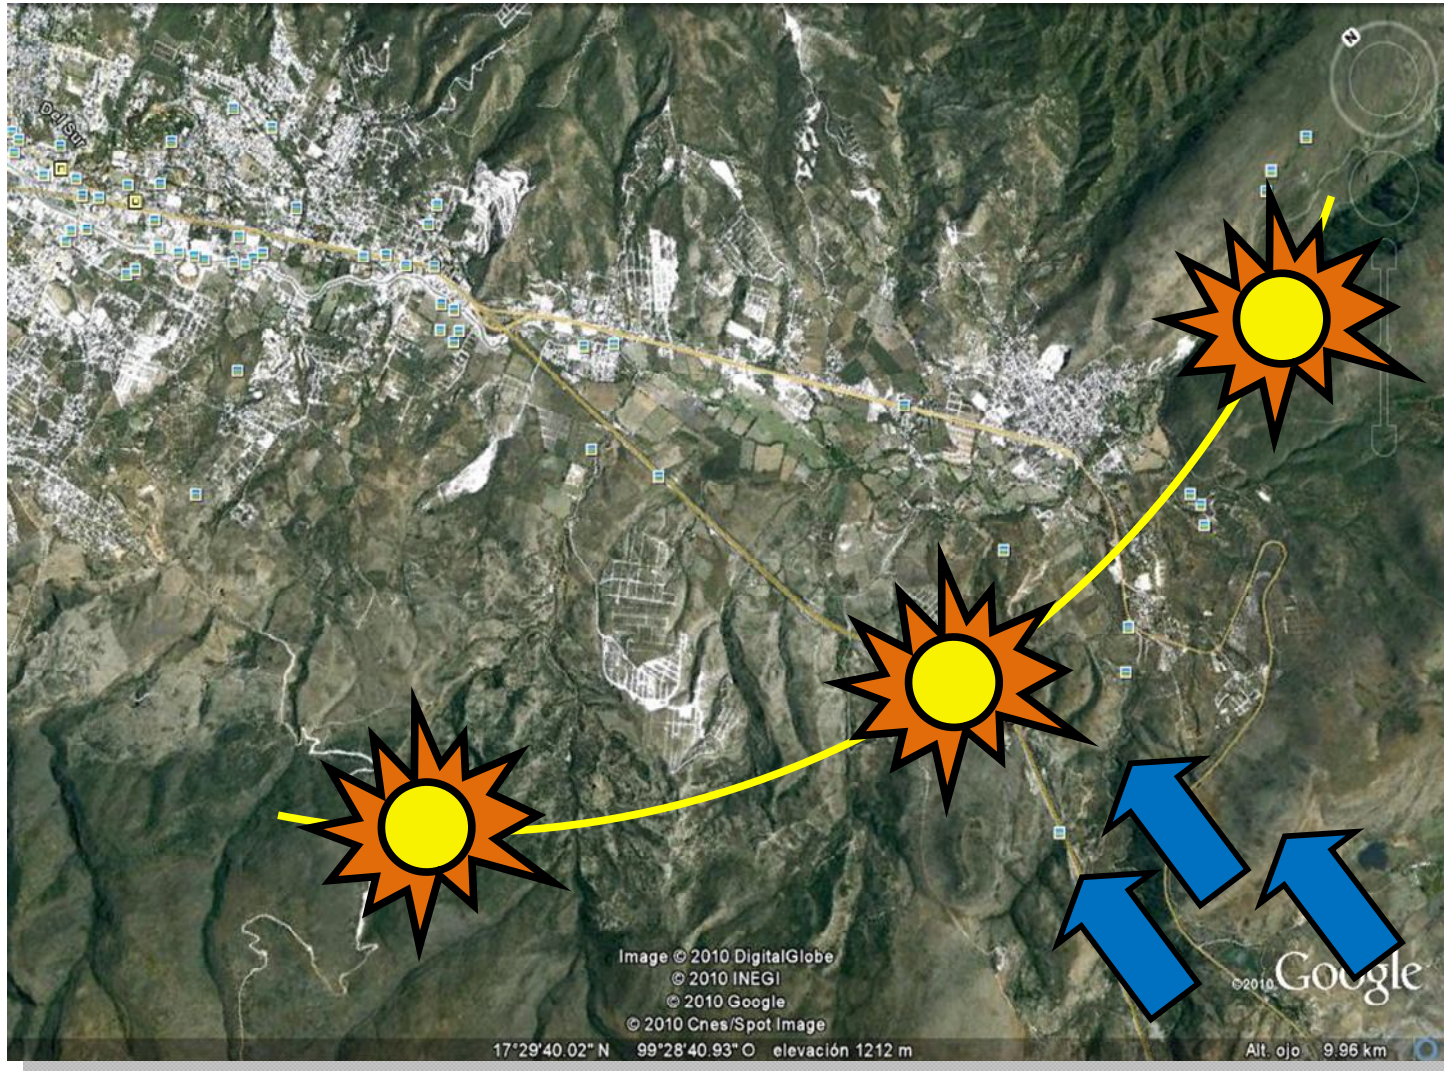 N
Del Sur
Image © 2010 DigitalGlobe
© 2010 INEGI
© 2010 Google
© 2010 Cnes/Spot Image
©2010 Google
17°29'40.02" N 99°28'40.93" O elevación 1212 m
Alt. ojo 9.96 km